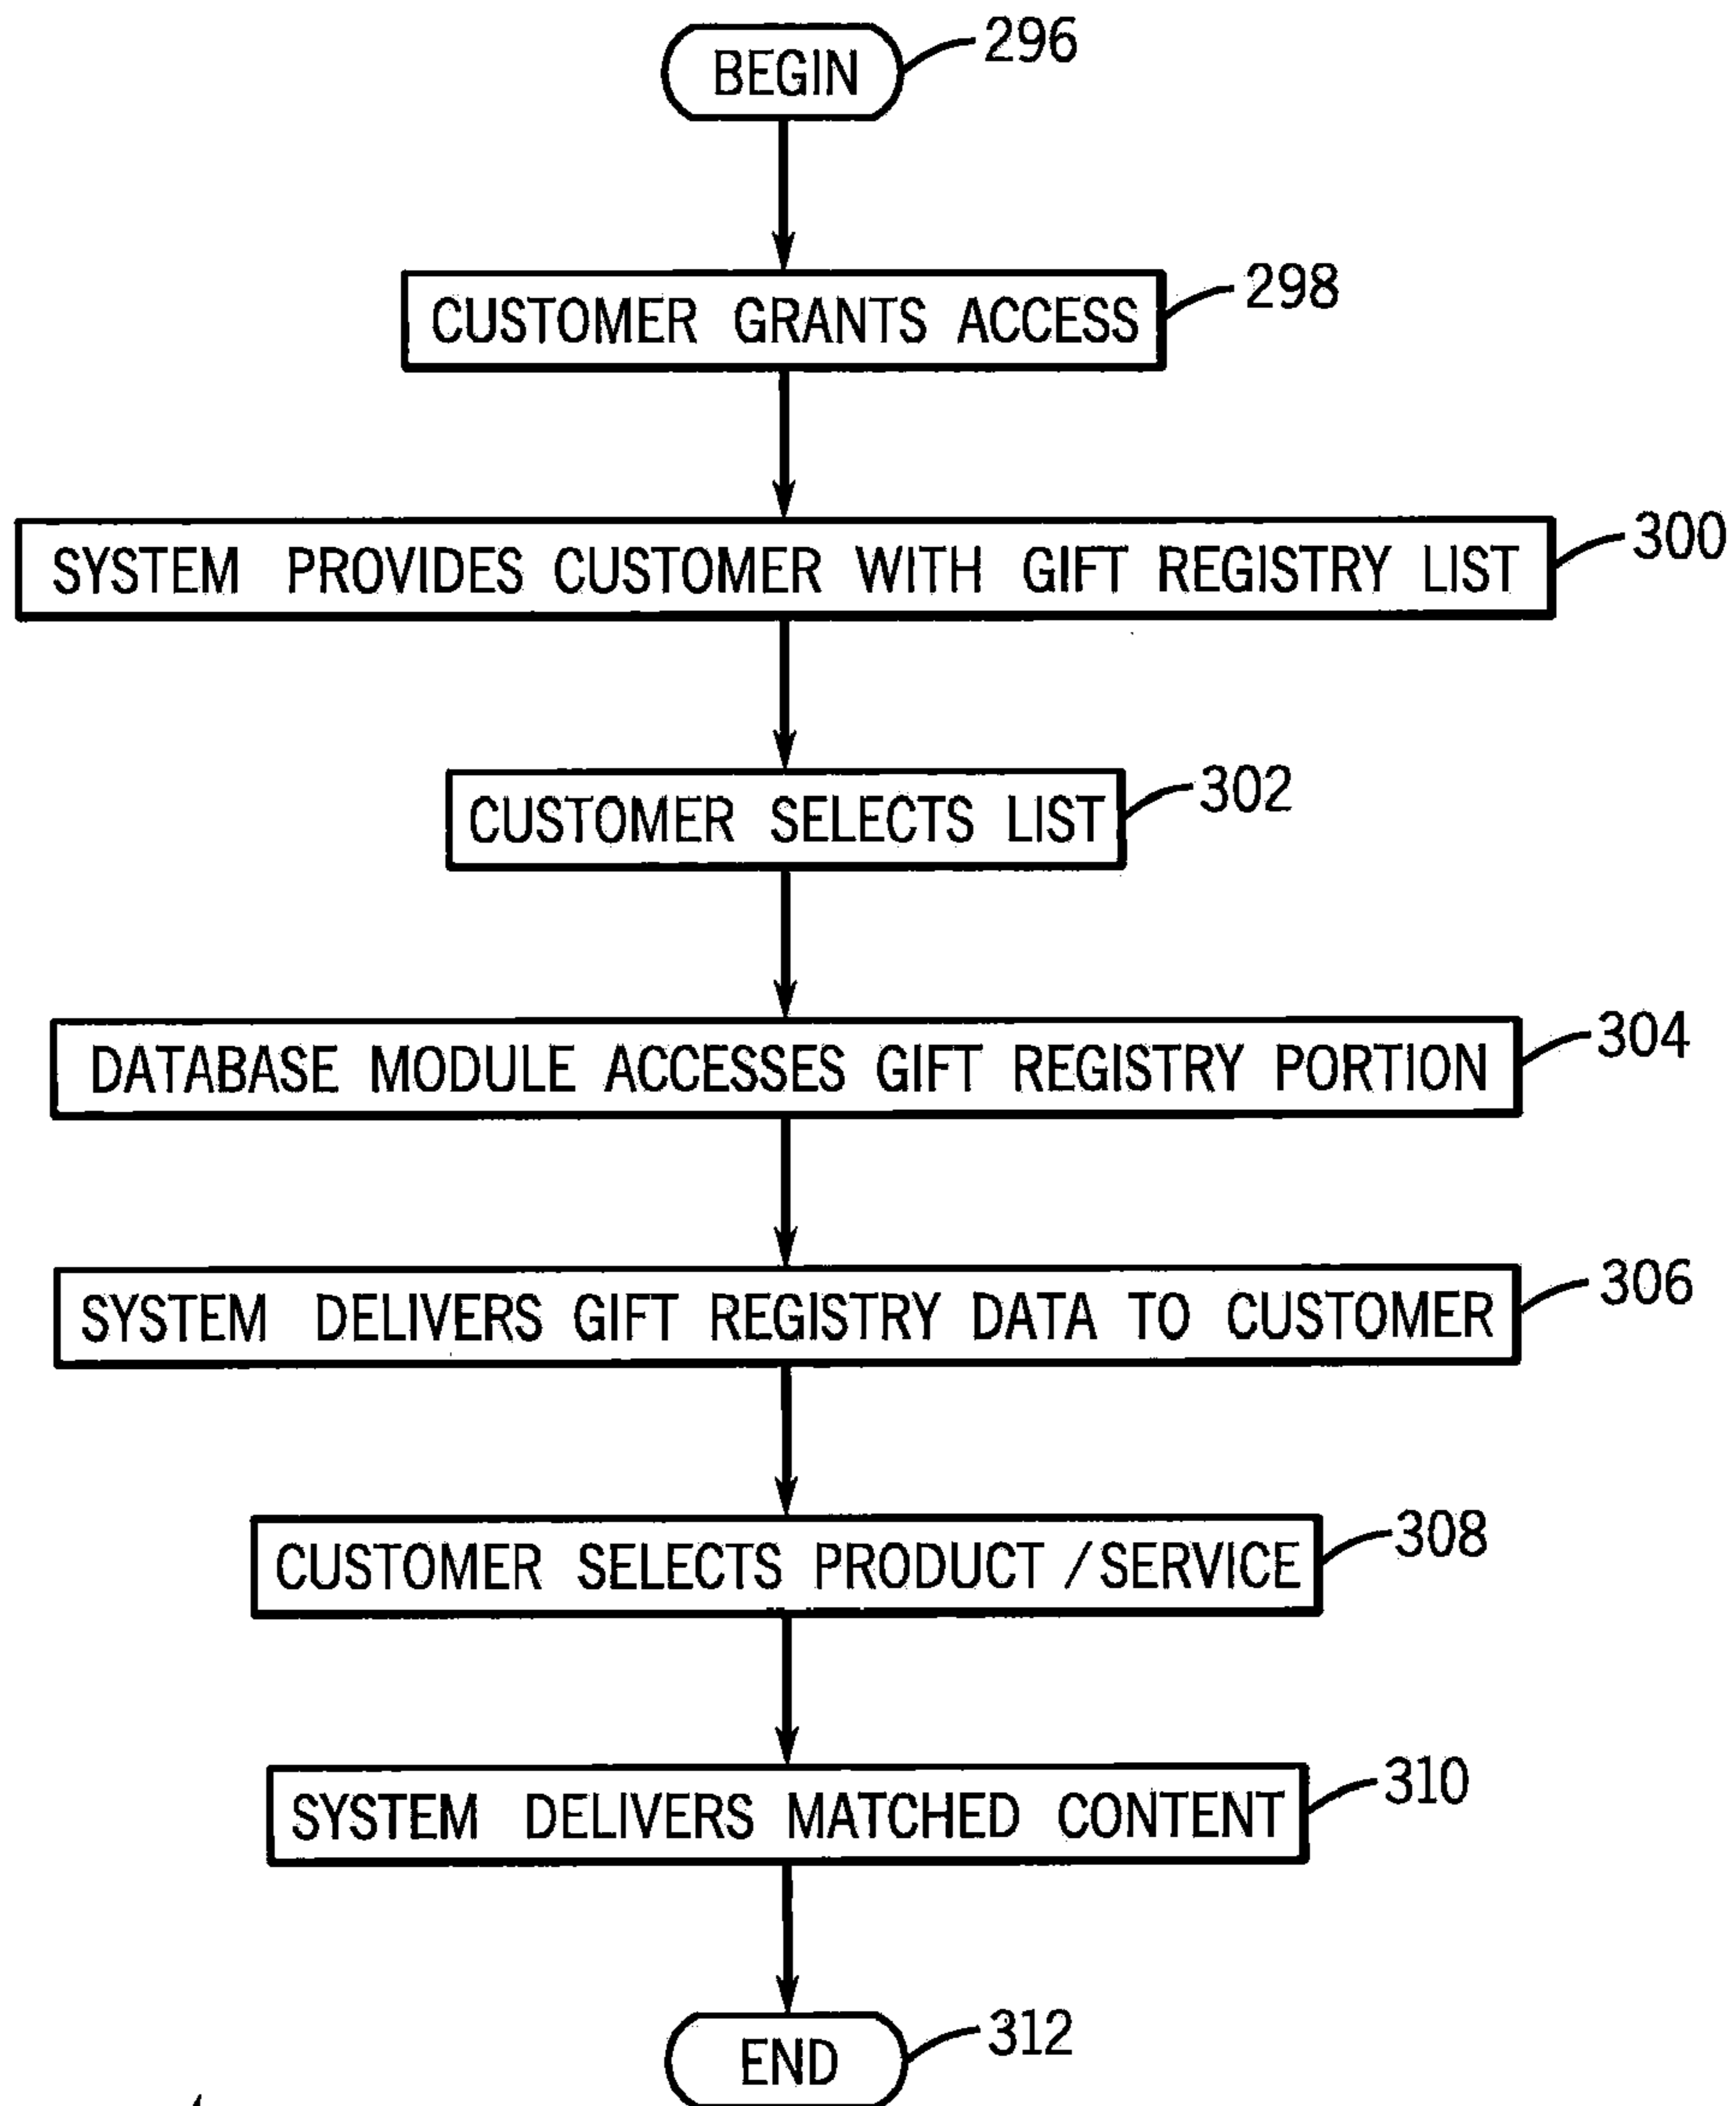 BEGIN
296
CUSTOMER GRANTS ACCESS
298
SYSTEM PROVIDES CUSTOMER WITH GIFT REGISTRY LIST
300
CUSTOMER SELECTS LIST
302
DATABASE MODULE ACCESSES GIFT REGISTRY PORTION
304
SYSTEM DELIVERS GIFT REGISTRY DATA TO CUSTOMER
306
CUSTOMER SELECTS PRODUCT / SERVICE
308
SYSTEM DELIVERS MATCHED CONTENT
310
END
312